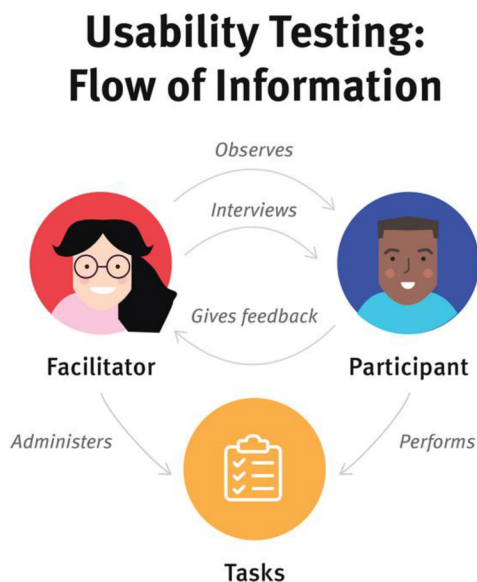 Usability Testing:
Flow of Information
Observes
Interviews
Gives feedback
Facilitator
Participant
Administers
Performs
Tasks